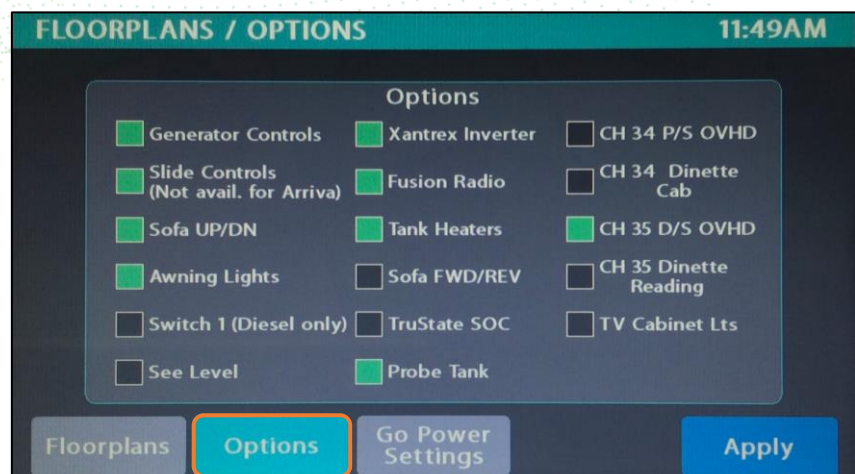 FLOORPLANS / OPTIONS 11:49AM
Options
Generator Controls
Slide Controls
(Not avail. for Arriva)
Sofa UP/DN
Awning Lights
Switch 1 (Diesel only)
See Level
Xantrex Inverter
Fusion Radio
Tank Heaters
Sofa FWD/REV
TruState SOC
Probe Tank
CH 34 P/S OVHD
CH 34 Dinette
Cab
CH 35 D/S OVHD
CH 35 Dinette
Reading
TV Cabinet Lts
Floorplans
Options
Go Power
Settings
Apply